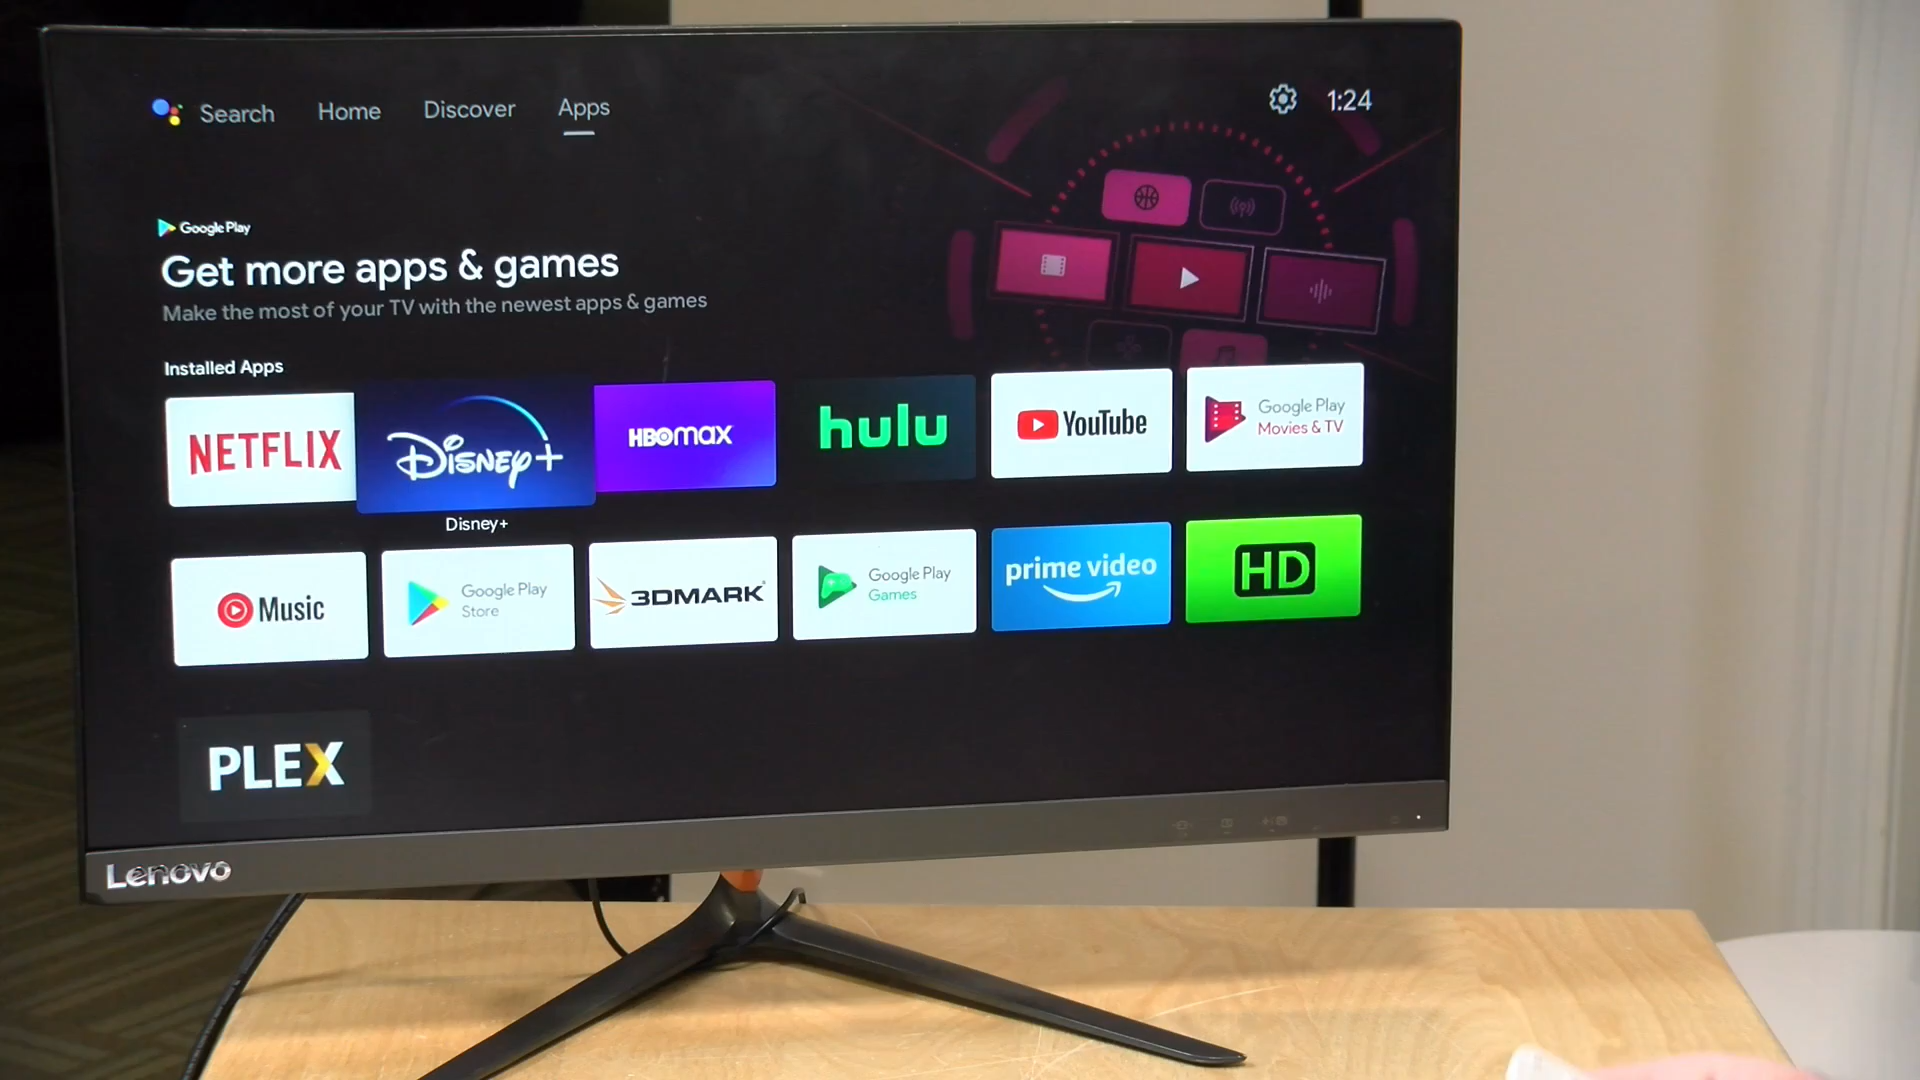 Search Home Discover Apps
1:24
Google Play
Get more apps & games
Make the most of your TV with the newest apps & games
Installed Apps
NETFLIX
Disney+
HBOmax
hulu
YouTube
Google Play
Movies & TV
Disney+
Music
Google Play
Store
3DMARK
Google Play
Games
prime video
HD
PLEX
Lenovo